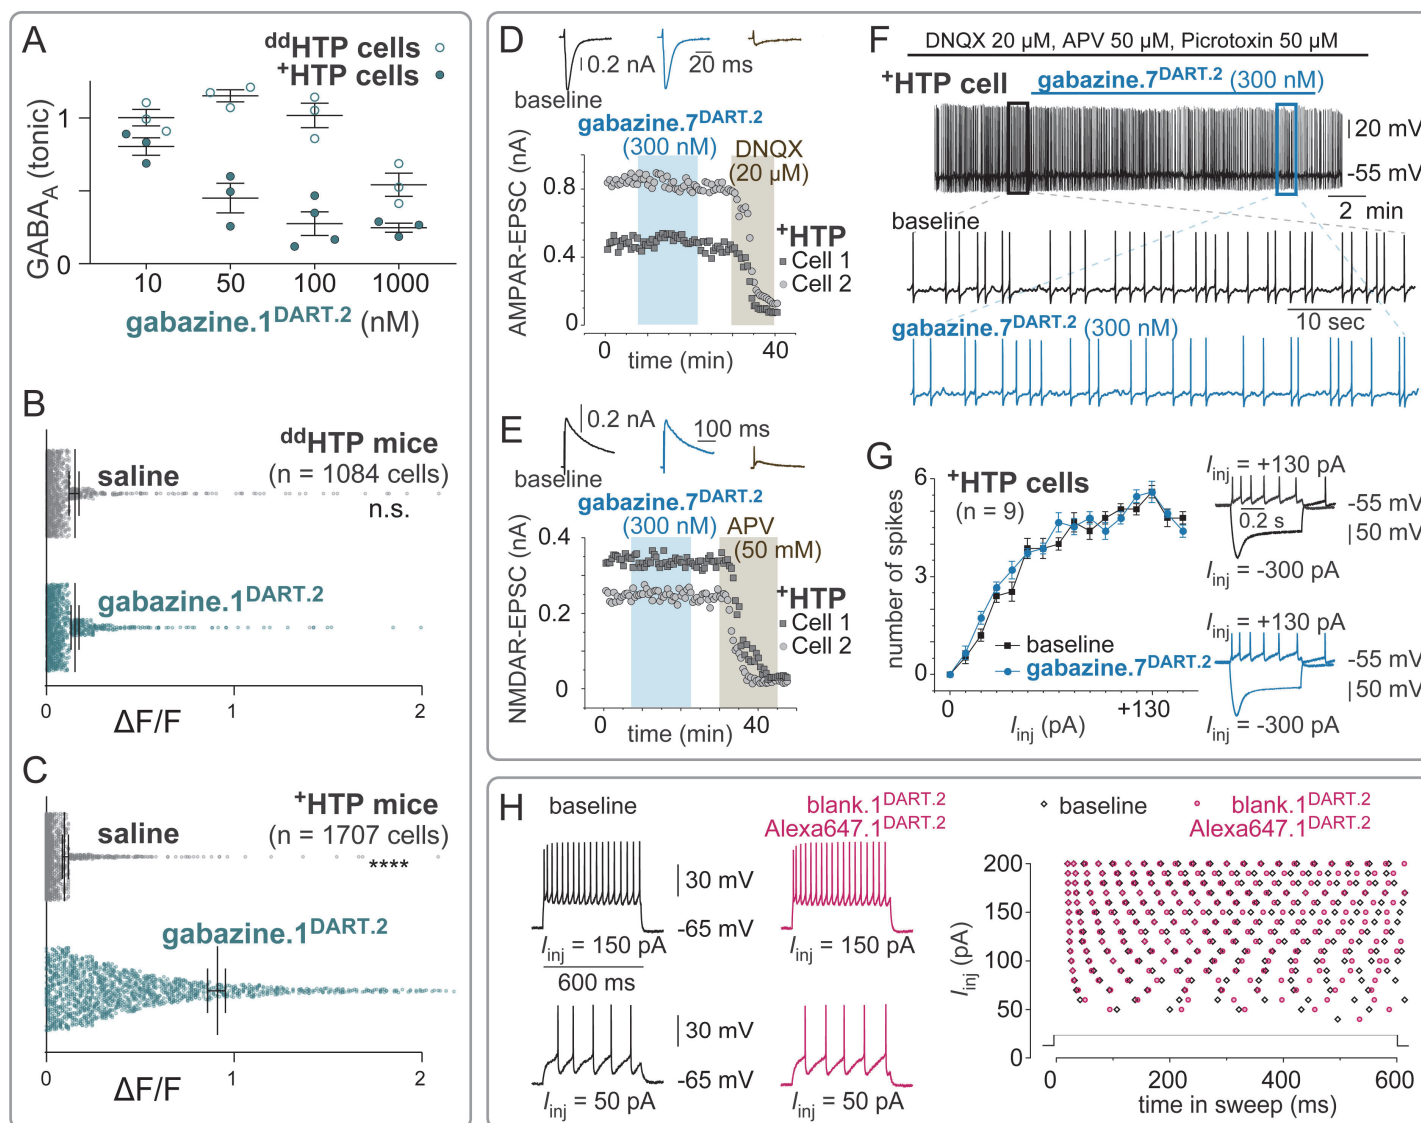 A
ddHTP cells
+HTP cells
GABAA (tonic)
1
0
10 50 100 1000
gabazine.1DART.2 (nM)
B
ddHTP mice
(n = 1084 cells)
n.s.
saline
gabazine.1DART.2
0 1 2
ΔF/F
C
+HTP mice
(n = 1707 cells)
****
saline
gabazine.1DART.2
0 1 2
ΔF/F
D
0.2 nA
20 ms
baseline
gabazine.7DART.2
(300 nM)
DNQX
(20 µM)
AMPAR-EPSC (nA)
0.8
0.4
0
+HTP
Cell 1
Cell 2
0 40
time (min)
E
0.2 nA
100 ms
baseline
gabazine.7DART.2
(300 nM)
APV
(50 mM)
NMDAR-EPSC (nA)
0.4
0.2
0
+HTP
Cell 1
Cell 2
0 40
time (min)
F
DNQX 20 µM, APV 50 µM, Picrotoxin 50 µM
+HTP cell
gabazine.7DART.2 (300 nM)
20 mV
-55 mV
2 min
baseline
10 sec
gabazine.7DART.2 (300 nM)
G
+HTP cells
(n = 9)
number of spikes
6
3
0
baseline
gabazine.7DART.2
0 +130
Iinj (pA)
Iinj = +130 pA
-55 mV
0.2 s
50 mV
Iinj = -300 pA
Iinj = +130 pA
-55 mV
50 mV
Iinj = -300 pA
H
baseline
blank.1DART.2
Alexa647.1DART.2
30 mV
-65 mV
Iinj = 150 pA
Iinj = 150 pA
600 ms
30 mV
-65 mV
Iinj = 50 pA
Iinj = 50 pA
baseline
blank.1DART.2
Alexa647.1DART.2
Iinj (pA)
200
150
100
50
0
0 200 400 600
time in sweep (ms)